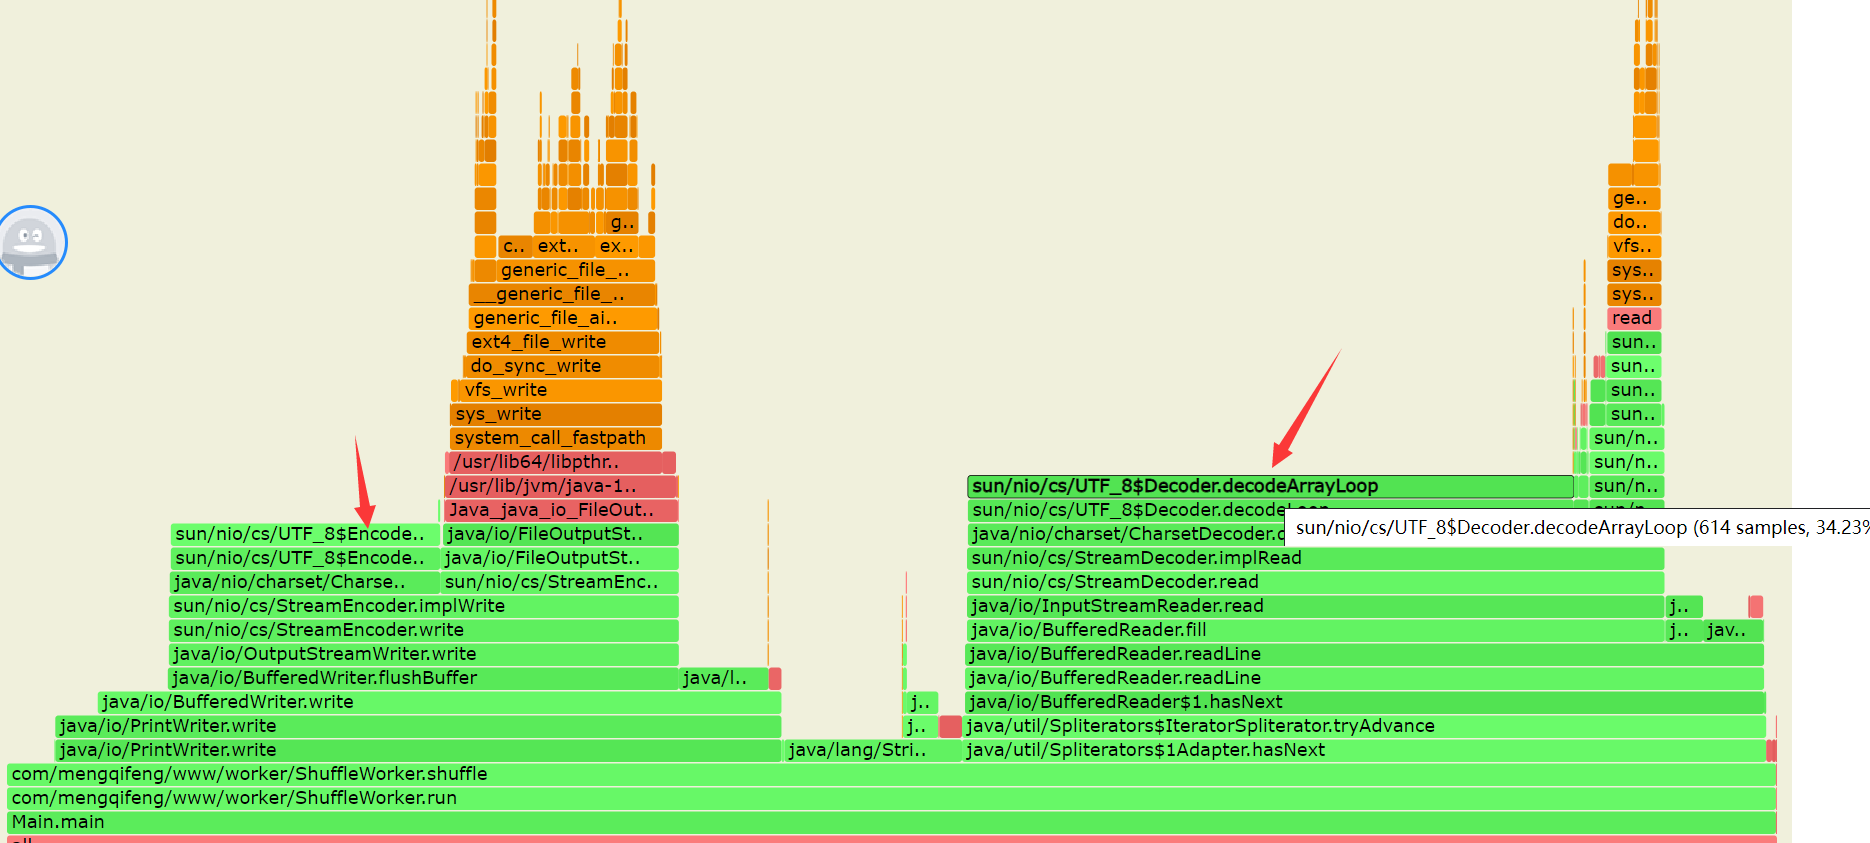 g..
c.. ext.. ex..
generic_file_..
__generic_file_..
generic_file_ai..
ext4_file_write
do_sync_write
vfs_write
sys_write
system_call_fastpath
/usr/lib64/libpthr..
/usr/lib/jvm/java-1..
Java_java_io_FileOut..
sun/nio/cs/UTF_8$Encode.. java/io/FileOutputSt..
sun/nio/cs/UTF_8$Encode.. java/io/FileOutputSt..
java/nio/charset/Charse.. sun/nio/cs/StreamEnc..
sun/nio/cs/StreamEncoder.implWrite
sun/nio/cs/StreamEncoder.write
java/io/OutputStreamWriter.write
java/io/BufferedWriter.flushBuffer java/l..
java/io/BufferedWriter.write
java/io/PrintWriter.write
java/io/PrintWriter.write
j..
j..
java/lang/Stri..
ge..
do..
vfs..
sys..
sys..
read
sun..
sun..
sun..
sun..
sun/n..
sun/n..
sun/nio/cs/UTF_8$Decoder.decodeArrayLoop sun/n..
sun/nio/cs/UTF_8$Decoder.decodeLoop
sun/nio/cs/UTF_8$Decoder.decodeArrayLoop (614 samples, 34.23%
java/nio/charset/CharsetDecoder.c
sun/nio/cs/StreamDecoder.implRead
sun/nio/cs/StreamDecoder.read
java/io/InputStreamReader.read j..
java/io/BufferedReader.fill j.. jav..
java/io/BufferedReader.readLine
java/io/BufferedReader.readLine
java/io/BufferedReader$1.hasNext
java/util/Spliterators$IteratorSpliterator.tryAdvance
java/util/Spliterators$1Adapter.hasNext
com/mengqifeng/www/worker/ShuffleWorker.shuffle
com/mengqifeng/www/worker/ShuffleWorker.run
Main.main